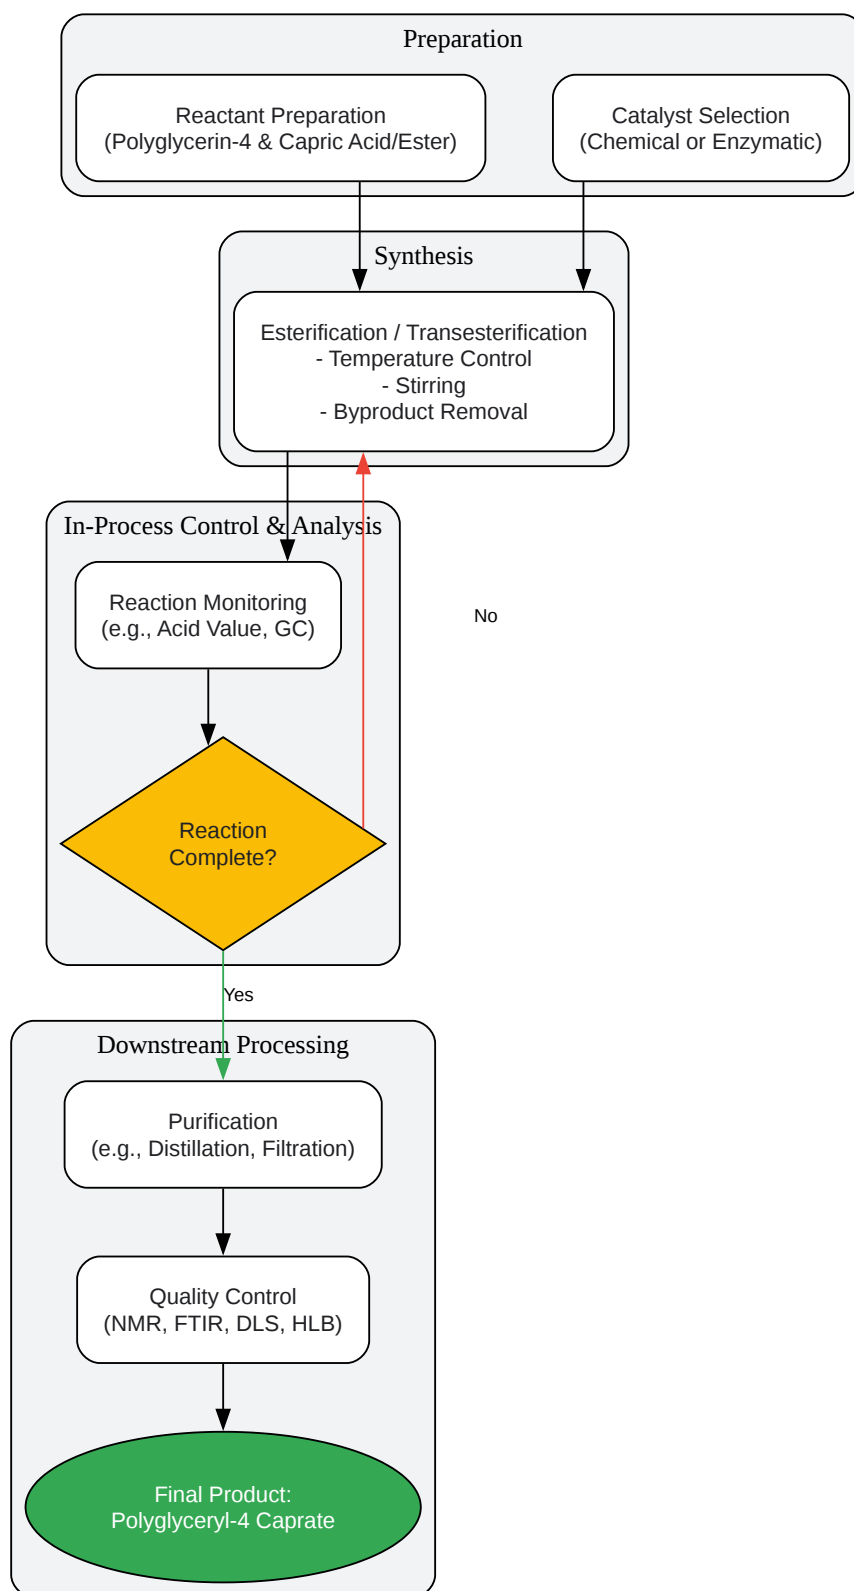 Preparation
Reactant Preparation
(Polyglycerin-4 & Capric Acid/Ester)
Catalyst Selection
(Chemical or Enzymatic)
Synthesis
Esterification / Transesterification
- Temperature Control
- Stirring
- Byproduct Removal
In-Process Control & Analysis
Reaction Monitoring
(e.g., Acid Value, GC)
No
Reaction
Complete?
Yes
Downstream Processing
Purification
(e.g., Distillation, Filtration)
Quality Control
(NMR, FTIR, DLS, HLB)
Final Product:
Polyglyceryl-4 Caprate